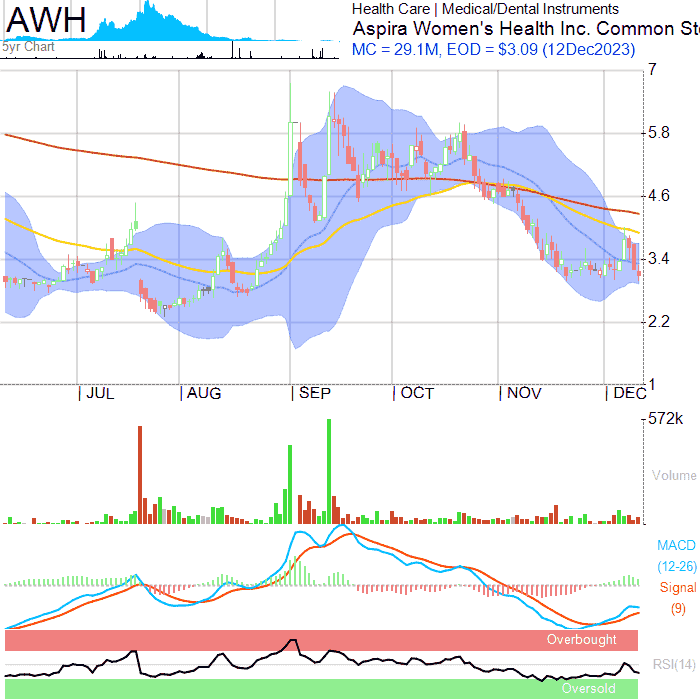 AWH
5yr Chart
Health Care | Medical/Dental Instruments
Aspira Women's Health Inc. Common Sto
MC = 29.1M, EOD = $3.09 (12Dec2023)
7
5.8
4.6
3.4
2.2
1
| JUL | AUG | SEP | OCT | NOV | DEC
572k
Volume
MACD
(12-26)
Signal
(9)
Overbought
RSI(14)
Oversold